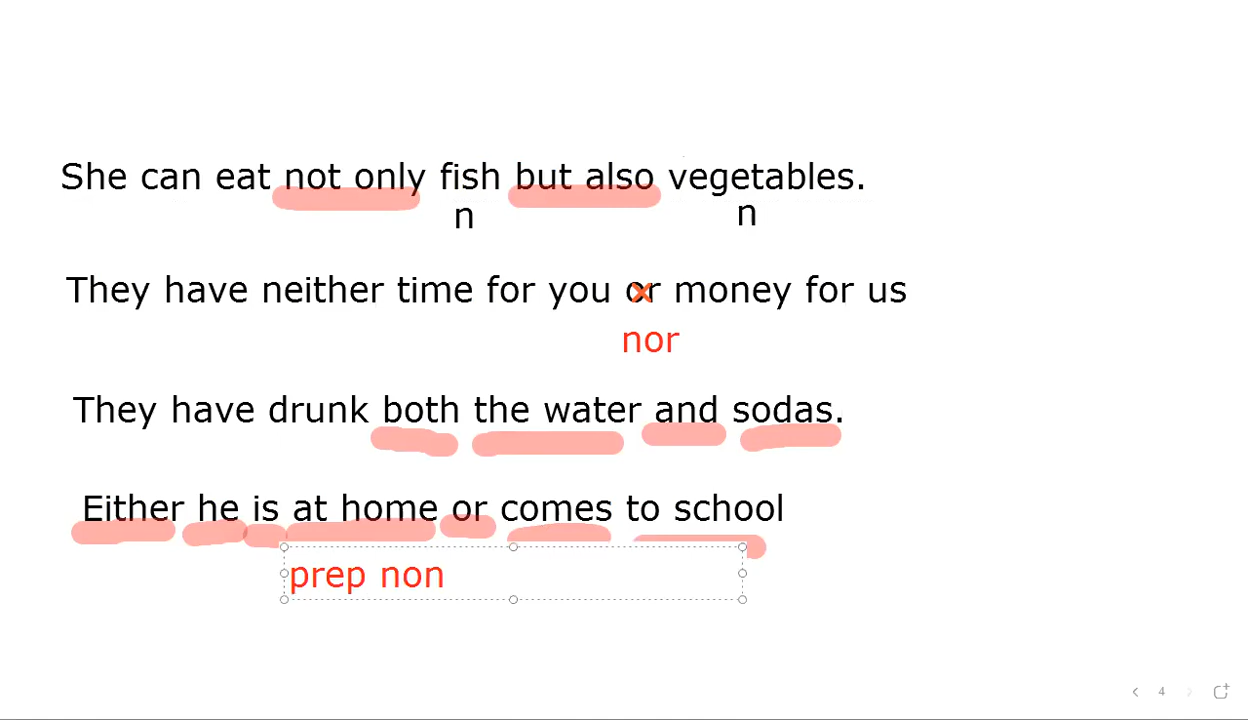 She can eat not only fish but also vegetables.
n n
They have neither time for you or money for us
x
nor
They have drunk both the water and sodas.
Either he is at home or comes to school
prep non
4